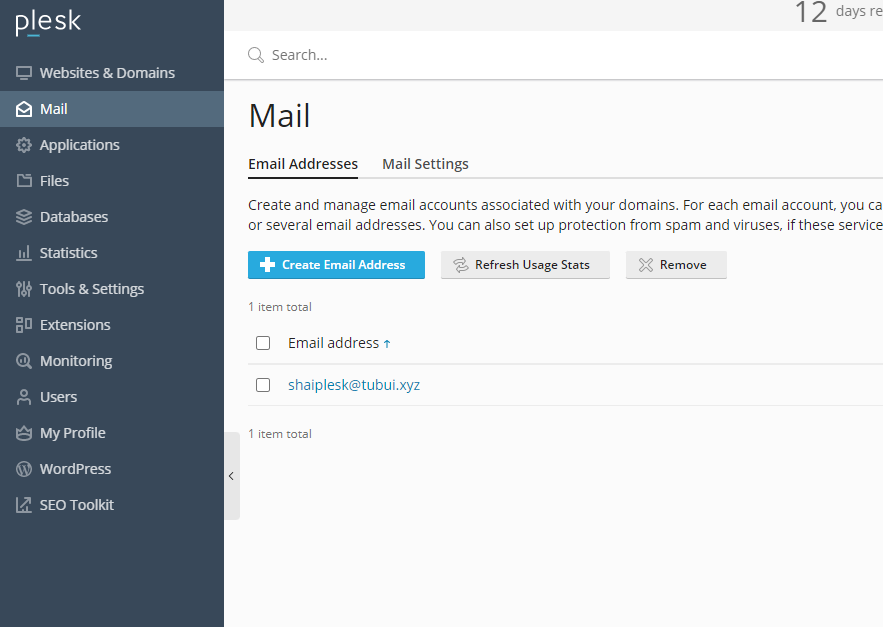 plesk
12 days re
Search...
Websites & Domains
Mail
Applications
Files
Databases
Statistics
Tools & Settings
Extensions
Monitoring
Users
My Profile
WordPress
SEO Toolkit
Mail
Email Addresses Mail Settings
Create and manage email accounts associated with your domains. For each email account, you ca
or several email addresses. You can also set up protection from spam and viruses, if these service
Create Email Address Refresh Usage Stats Remove
1 item total
Email address ↑
shaiplesk@tubui.xyz
1 item total